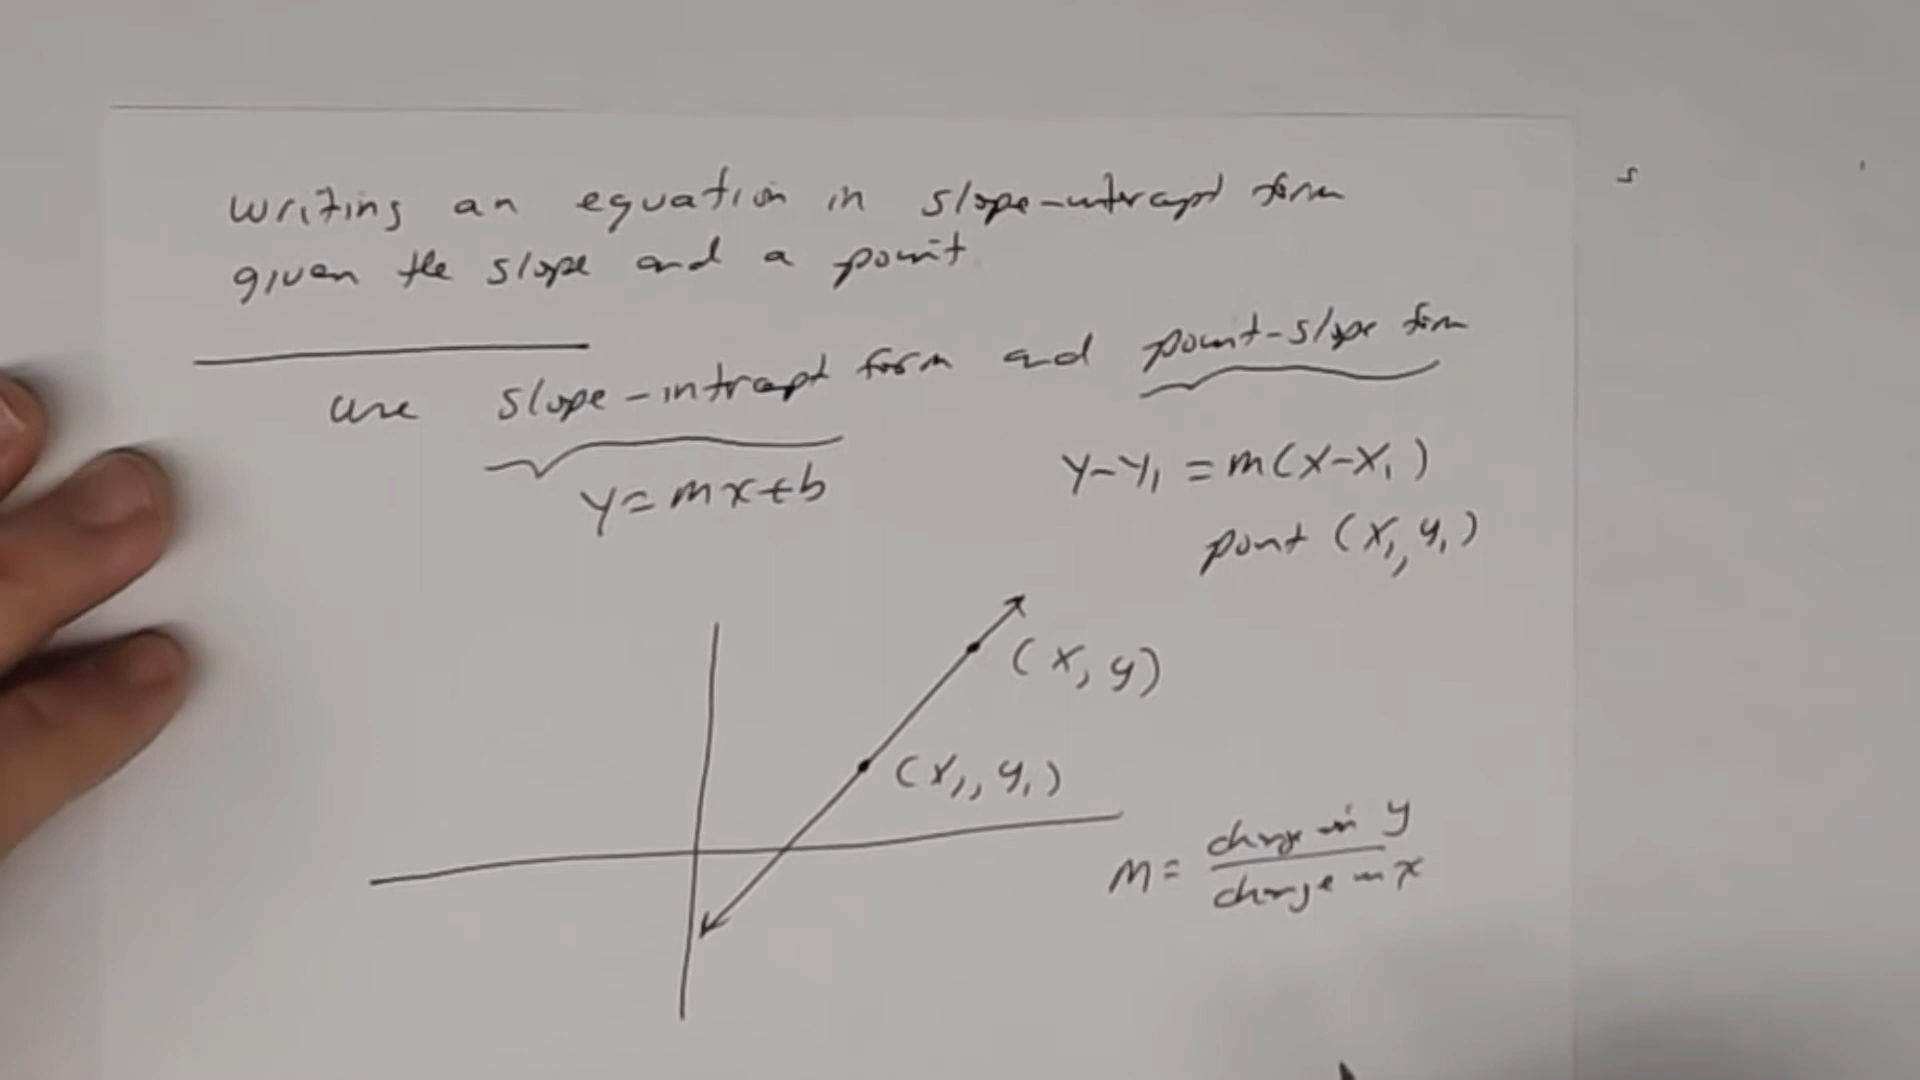 writing an equation in slope-intercept form
given the slope and a point
use slope-intercept form and point-slope form
y=mx+b
y-y₁ =m(x-x₁)
point (x₁, y₁)
(x, y)
(x₁, y₁)
m= change in y
change in x
s